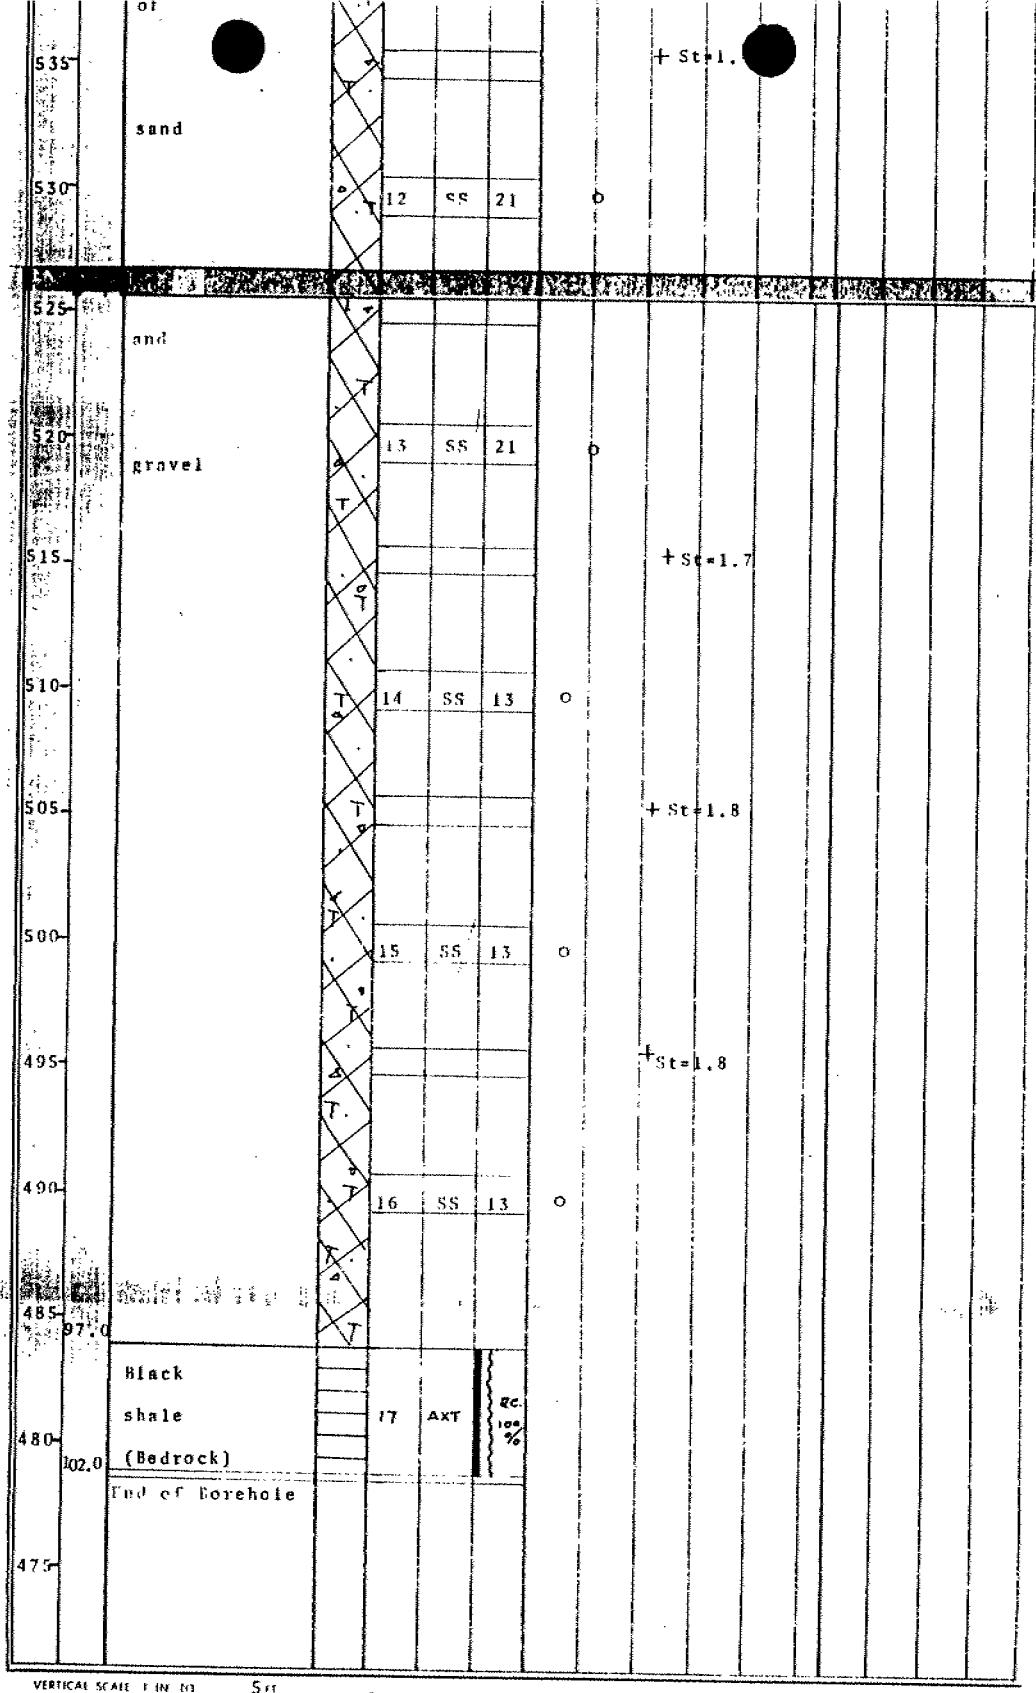 of
535
+ St=1.
sand
530
12 SS 21
525
and
520
13 SS 21
gravel
515
+ St=1.7
510
14 SS 13
505
+ St=1.8
500
15 SS 13
495
+ St=1.8
490
16 SS 13
485
97.0
Black
shale
17 AXT
100
%
480
102.0
(Bedrock)
End of Borehole
475
VERTICAL SCALE 1 IN TO 5 FT